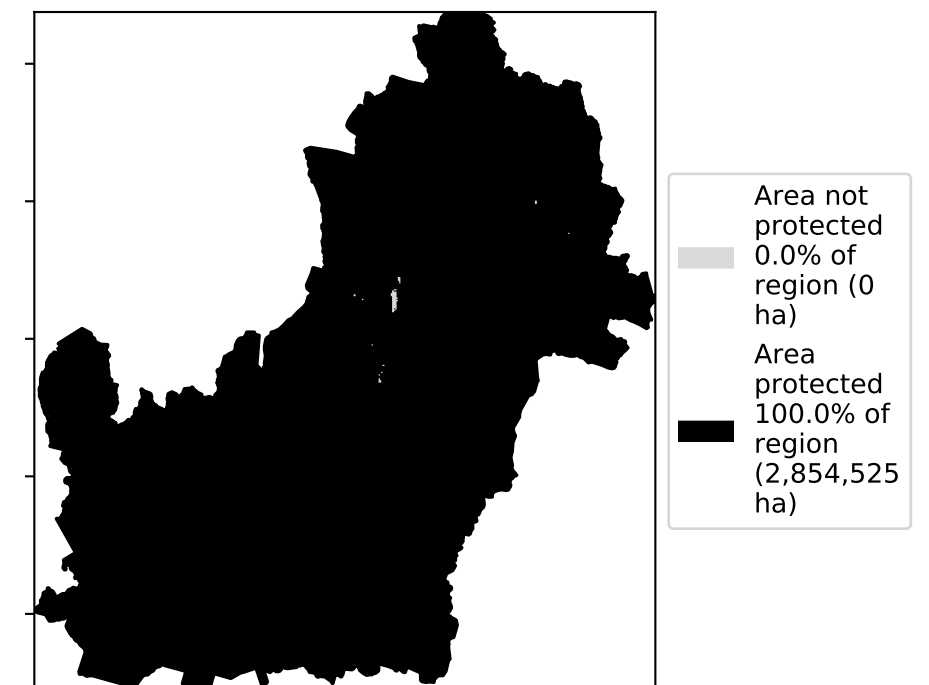 Area not
protected
0.0% of
region (0
ha)
Area
protected
100.0% of
region
(2,854,525
ha)